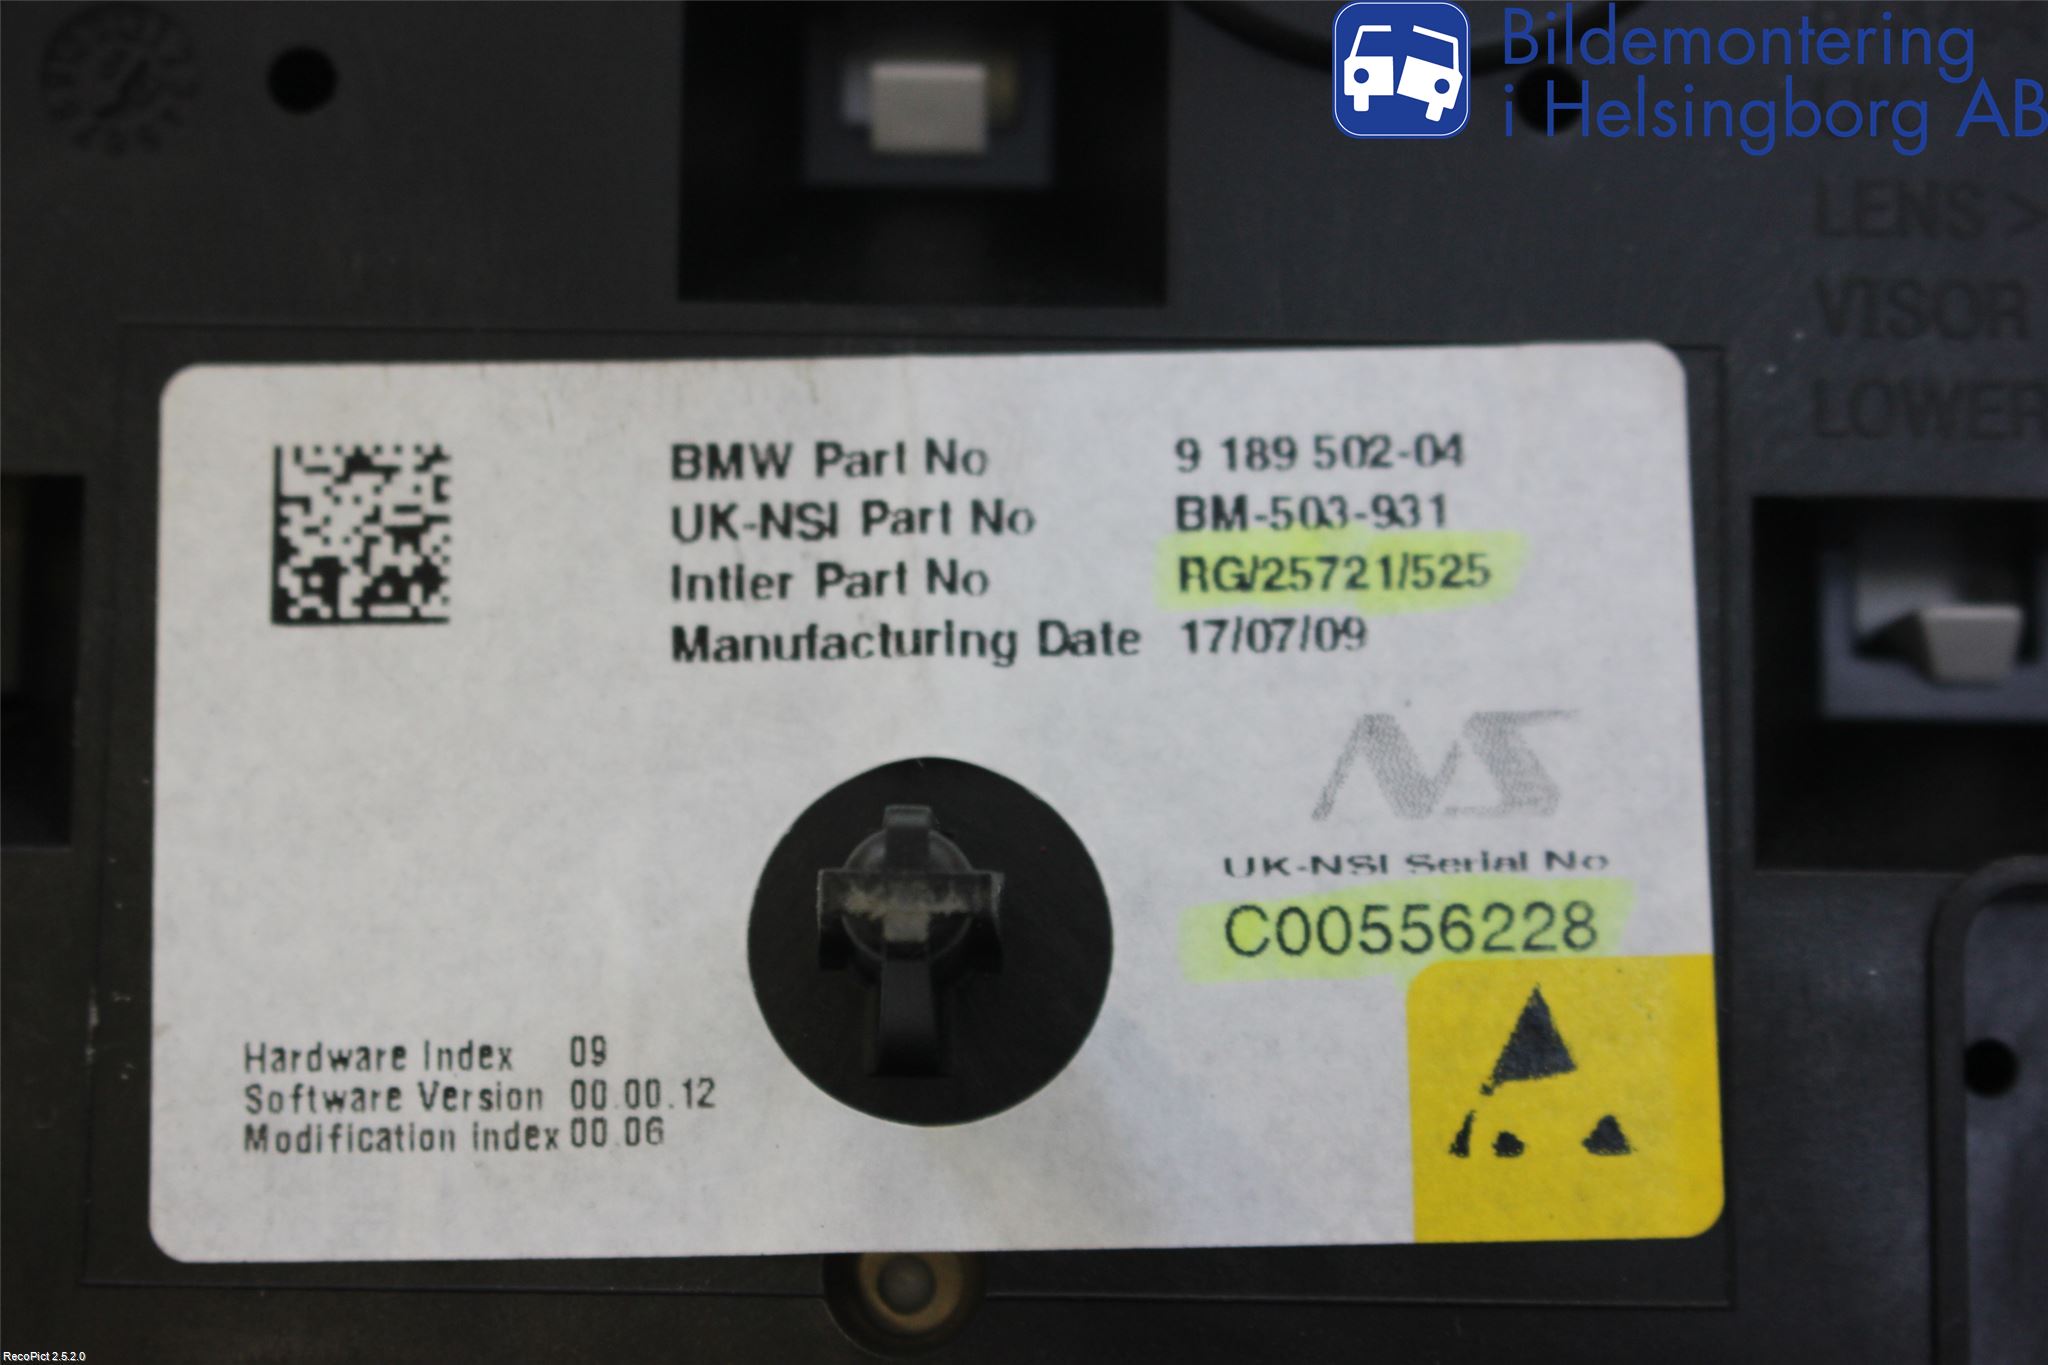 Bildemontering
i Helsingborg AB
LENS >
VISOR
LOWER
BMW Part No 9 189 502-04
UK-NSI Part No BM-503-931
Intier Part No RG/25721/525
Manufacturing Date 17/07/09
NS
UK-NSI Serial No
C00556228
Hardware Index 09
Software Version 00.00.12
Modification Index 00.06
RecoPict 2.5.2.0